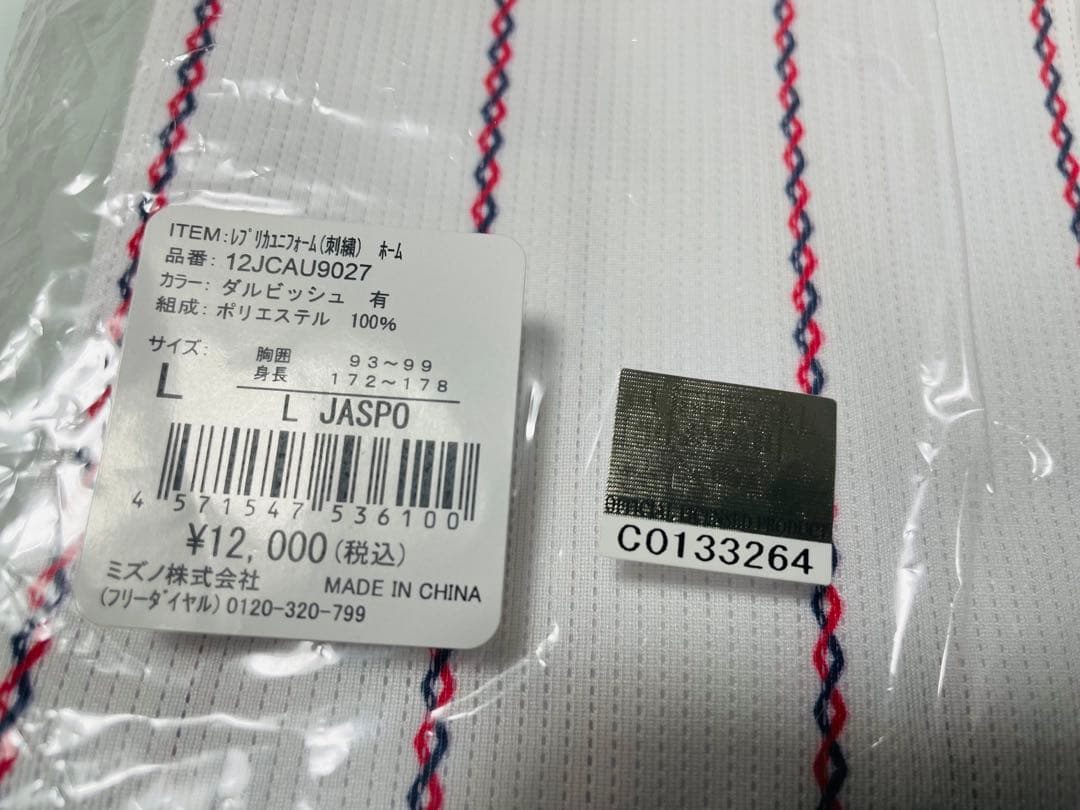 ITEM:ﾚﾌﾟﾘｶﾕﾆﾌｫｰﾑ(刺繍) ﾎｰﾑ
品番: 12JCAU9027
カラー: ダルビッシュ 有
組成: ポリエステル 100%
サイズ:
胸囲 93～99
身長 172～178
L
L JASPO
4 571547 536100
¥12,000(税込)
ミズノ株式会社 MADE IN CHINA
(フリーダイヤル)0120-320-799
OFFICIAL LICENSED PRODUCT
C0133264